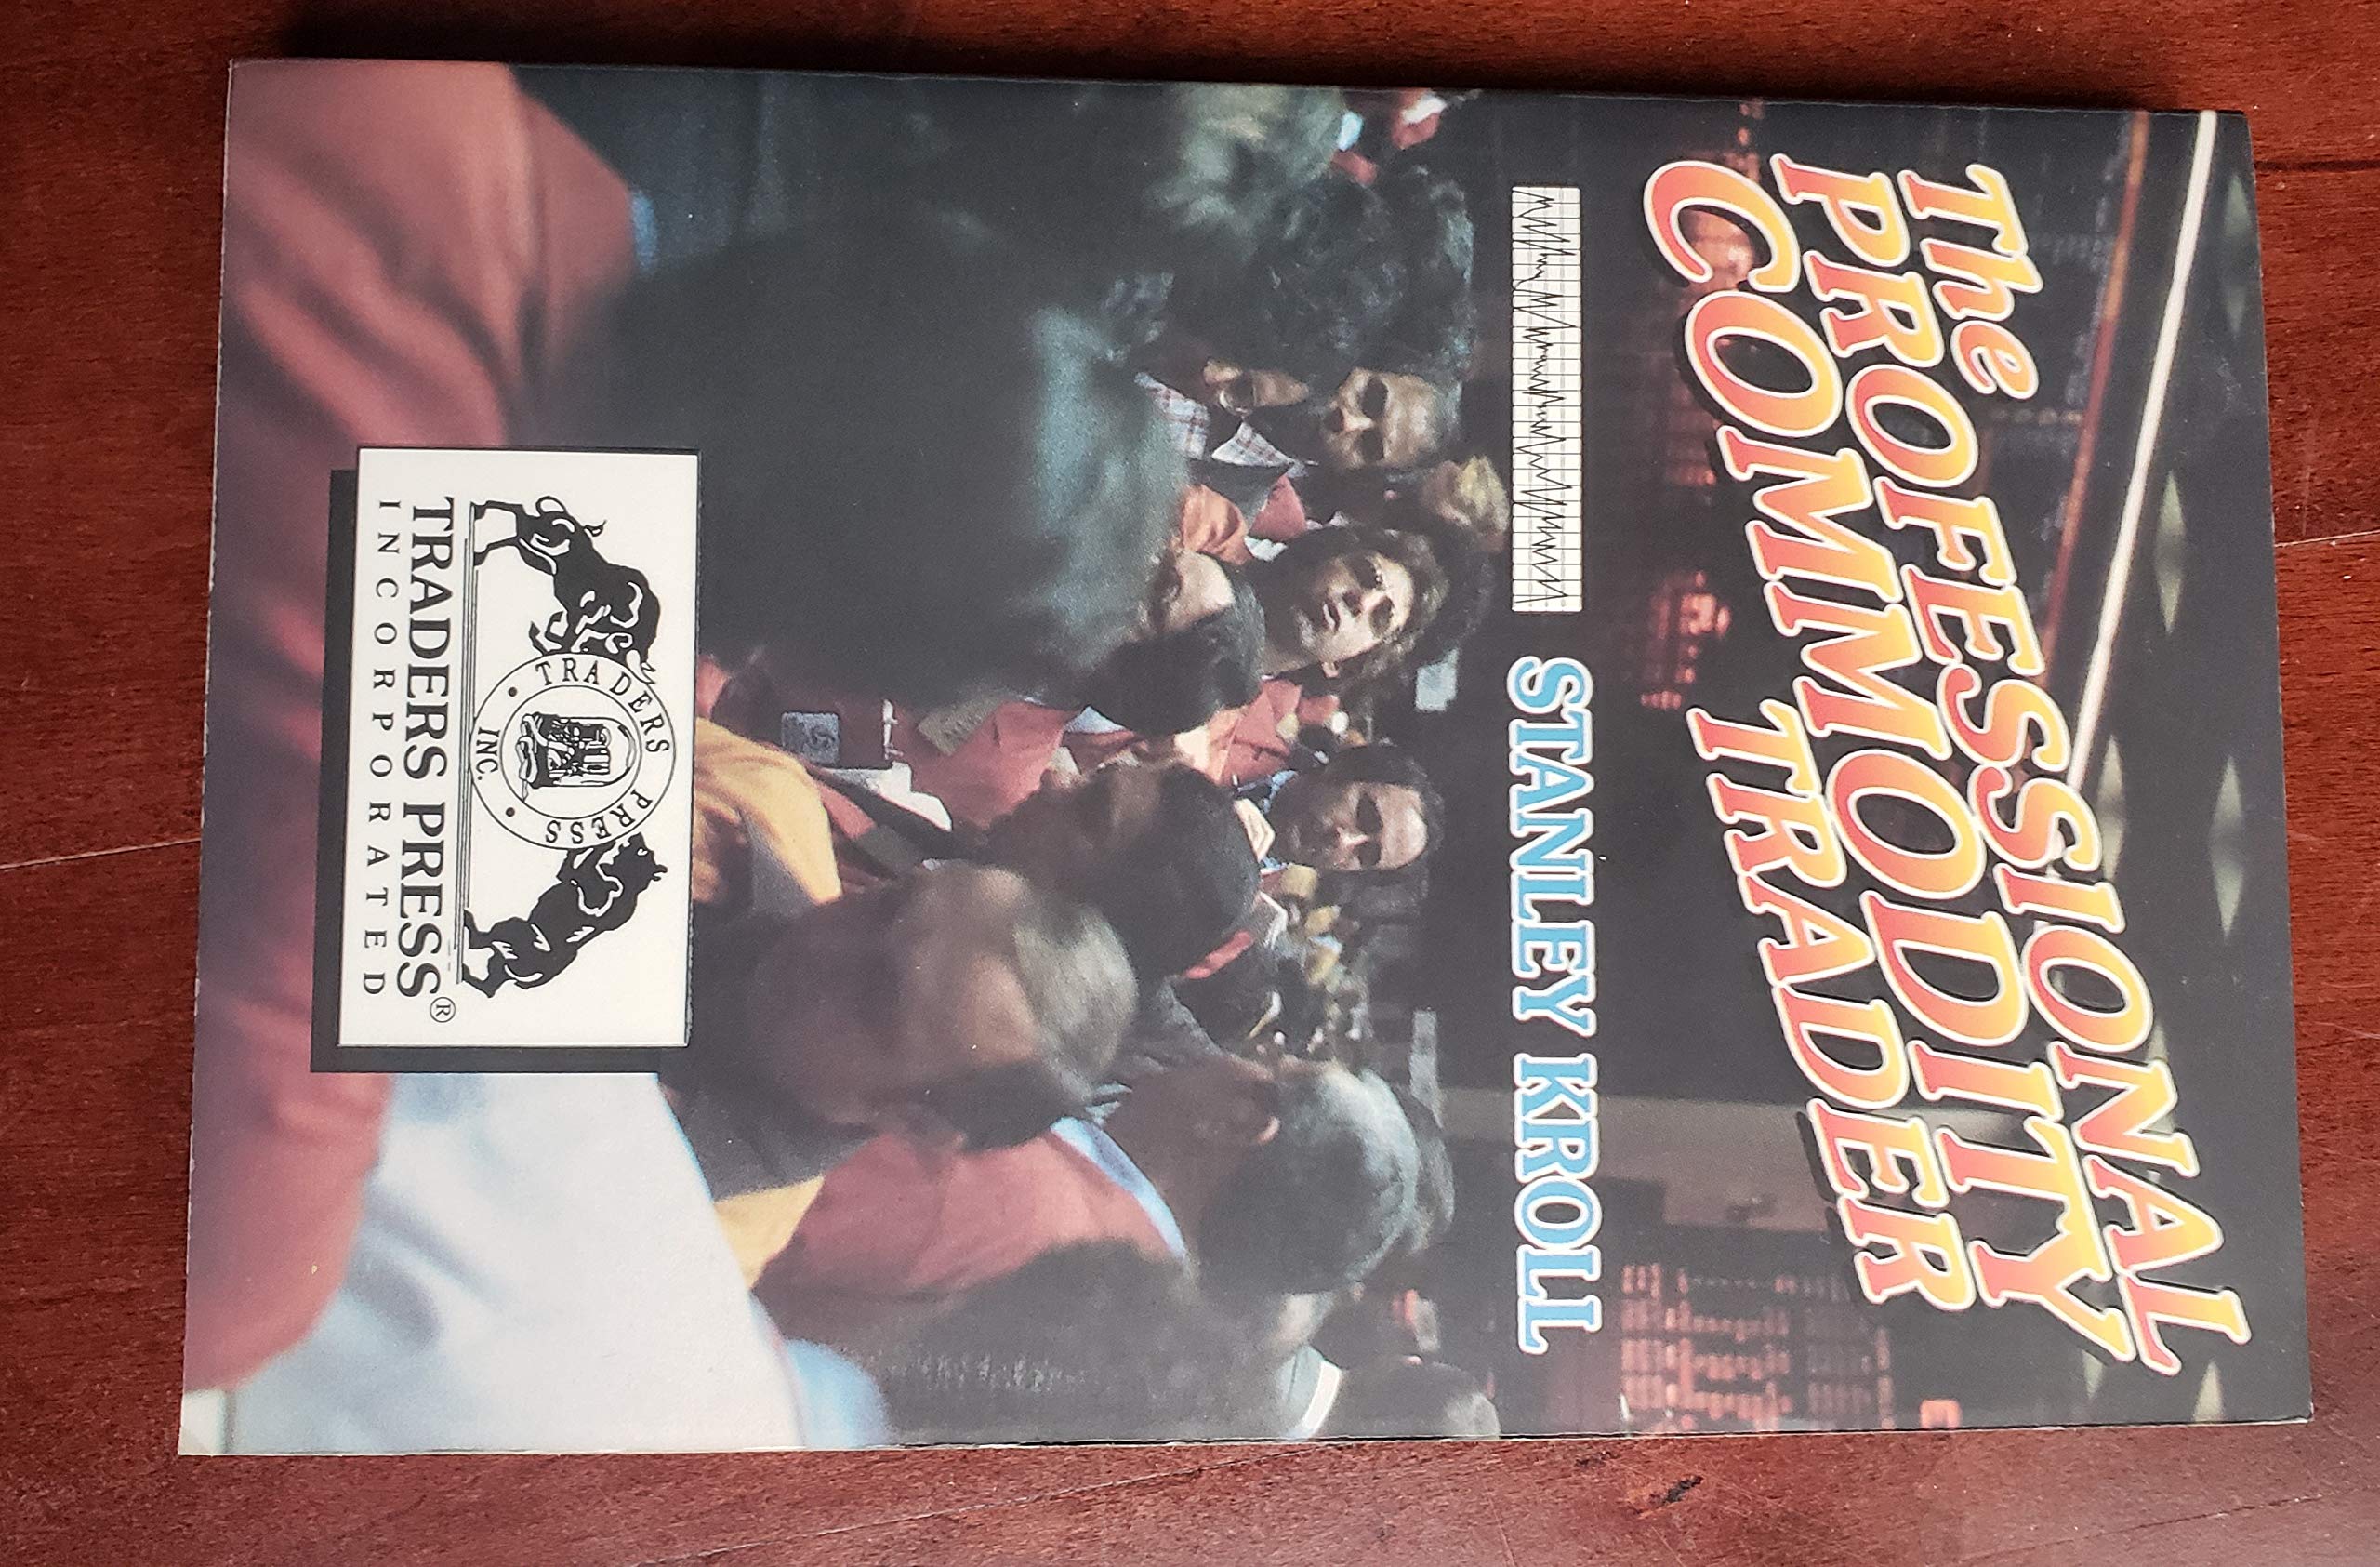 The
PROFESSIONAL
COMMODITY
TRADER
STANLEY KROLL
TRADERS PRESS
INC.
TRADERS PRESS®
INCORPORATED